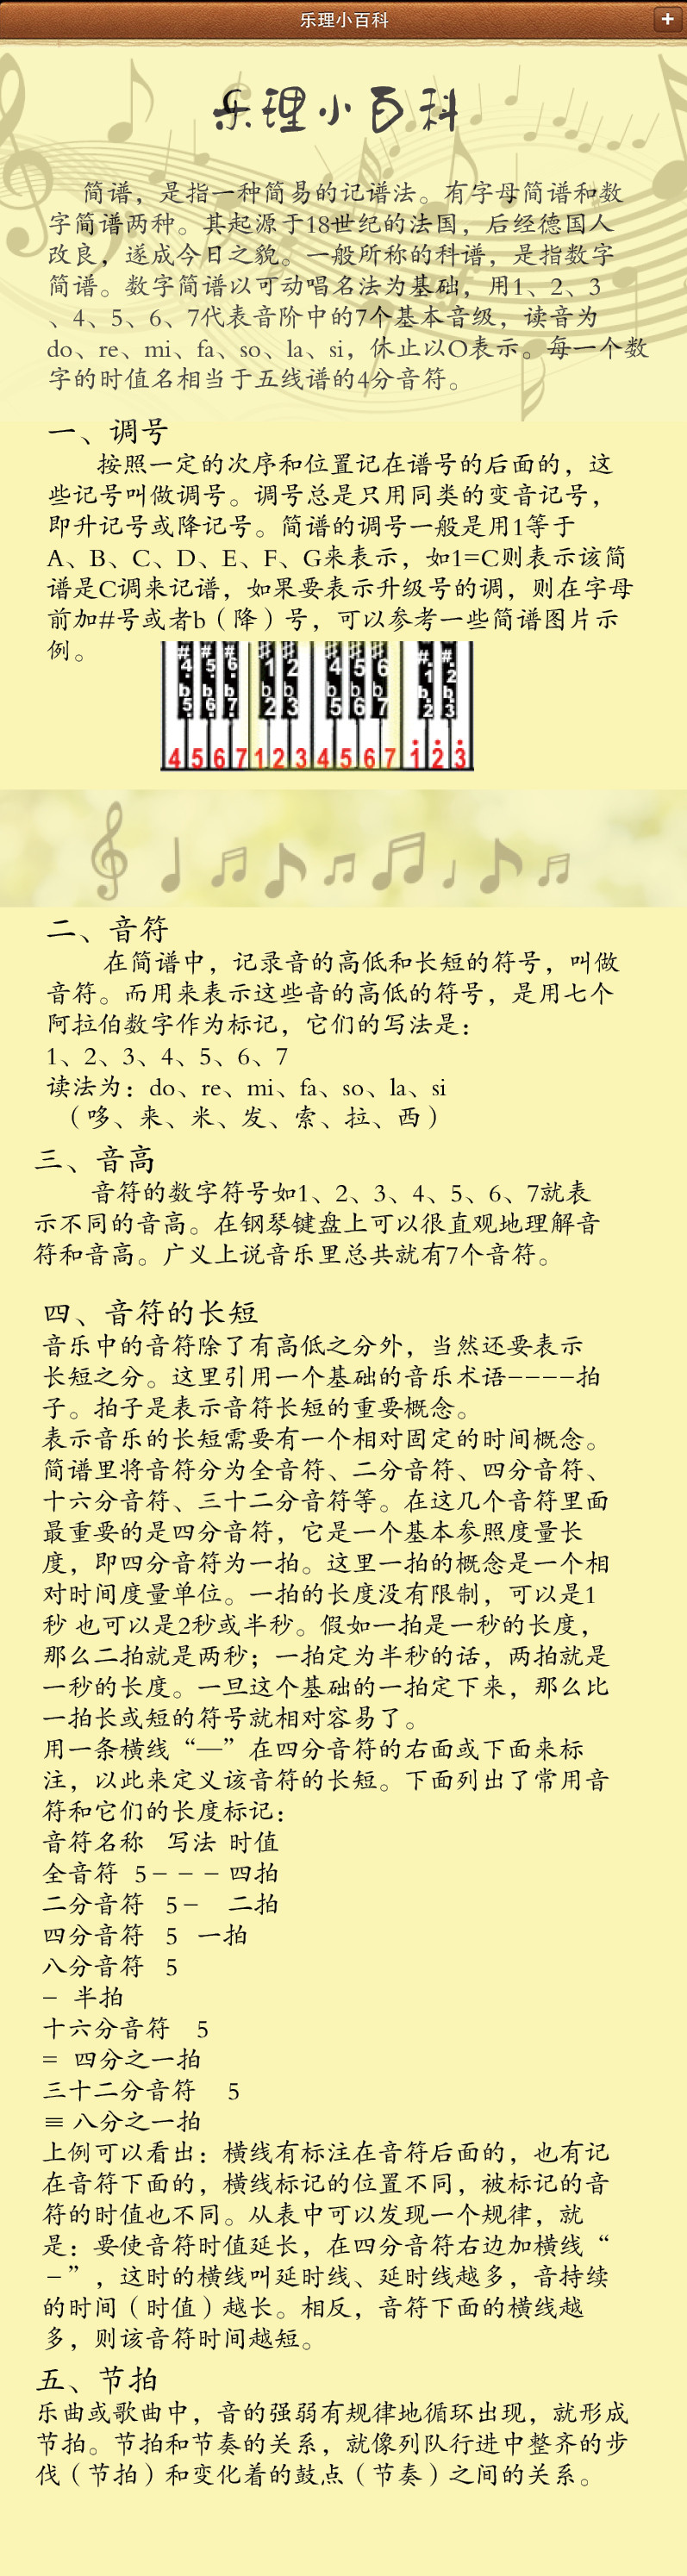 乐理小百科
+
乐理小百科
简谱，是指一种简易的记谱法。有字母简谱和数
字简谱两种。其起源于18世纪的法国，后经德国人
改良，遂成今日之貌。一般所称的科谱，是指数字
简谱。数字简谱以可动唱名法为基础，用1、2、3
、4、5、6、7代表音阶中的7个基本音级，读音为
do、re、mi、fa、so、la、si，休止以O表示。每一个数
字的时值名相当于五线谱的4分音符。
一、调号
按照一定的次序和位置记在谱号的后面的，这
些记号叫做调号。调号总是只用同类的变音记号，
即升记号或降记号。简谱的调号一般是用1等于
A、B、C、D、E、F、G来表示，如1=C则表示该简
谱是C调来记谱，如果要表示升级号的调，则在字母
前加#号或者b（降）号，可以参考一些简谱图片示
例。
# # # # # # # # # #
4 5 6 1 2 4 5 6 1 2
b b b b b b b b b b
5 6 7 2 3 5 6 7 2 3
4 5 6 7 1 2 3 4 5 6 7 1 2 3
二、音符
在简谱中，记录音的高低和长短的符号，叫做
音符。而用来表示这些音的高低的符号，是用七个
阿拉伯数字作为标记，它们的写法是：
1、2、3、4、5、6、7
读法为：do、re、mi、fa、so、la、si
（哆、来、米、发、索、拉、西）
三、音高
音符的数字符号如1、2、3、4、5、6、7就表
示不同的音高。在钢琴键盘上可以很直观地理解音
符和音高。广义上说音乐里总共就有7个音符。
四、音符的长短
音乐中的音符除了有高低之分外，当然还要表示
长短之分。这里引用一个基础的音乐术语----拍
子。拍子是表示音符长短的重要概念。
表示音乐的长短需要有一个相对固定的时间概念。
简谱里将音符分为全音符、二分音符、四分音符、
十六分音符、三十二分音符等。在这几个音符里面
最重要的是四分音符，它是一个基本参照度量长
度，即四分音符为一拍。这里一拍的概念是一个相
对时间度量单位。一拍的长度没有限制，可以是1
秒 也可以是2秒或半秒。假如一拍是一秒的长度，
那么二拍就是两秒；一拍定为半秒的话，两拍就是
一秒的长度。一旦这个基础的一拍定下来，那么比
一拍长或短的符号就相对容易了。
用一条横线“—”在四分音符的右面或下面来标
注，以此来定义该音符的长短。下面列出了常用音
符和它们的长度标记：
音符名称 写法 时值
全音符 5－－－四拍
二分音符 5－ 二拍
四分音符 5 一拍
八分音符 5
－ 半拍
十六分音符 5
= 四分之一拍
三十二分音符 5
≡ 八分之一拍
上例可以看出：横线有标注在音符后面的，也有记
在音符下面的，横线标记的位置不同，被标记的音
符的时值也不同。从表中可以发现一个规律，就
是：要使音符时值延长，在四分音符右边加横线“
－”，这时的横线叫延时线、延时线越多，音持续
的时间（时值）越长。相反，音符下面的横线越
多，则该音符时间越短。
五、节拍
乐曲或歌曲中，音的强弱有规律地循环出现，就形成
节拍。节拍和节奏的关系，就像列队行进中整齐的步
伐（节拍）和变化着的鼓点（节奏）之间的关系。